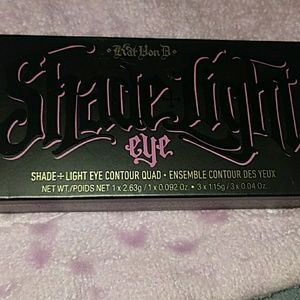 Kat Von D
Shade+Light
eye
SHADE+LIGHT EYE CONTOUR QUAD • ENSEMBLE CONTOUR DES YEUX
NET WT./POIDS NET 1 x 2.63g / 1 x 0.092 Oz. • 3 x 1.15g / 3 x 0.04 Oz.